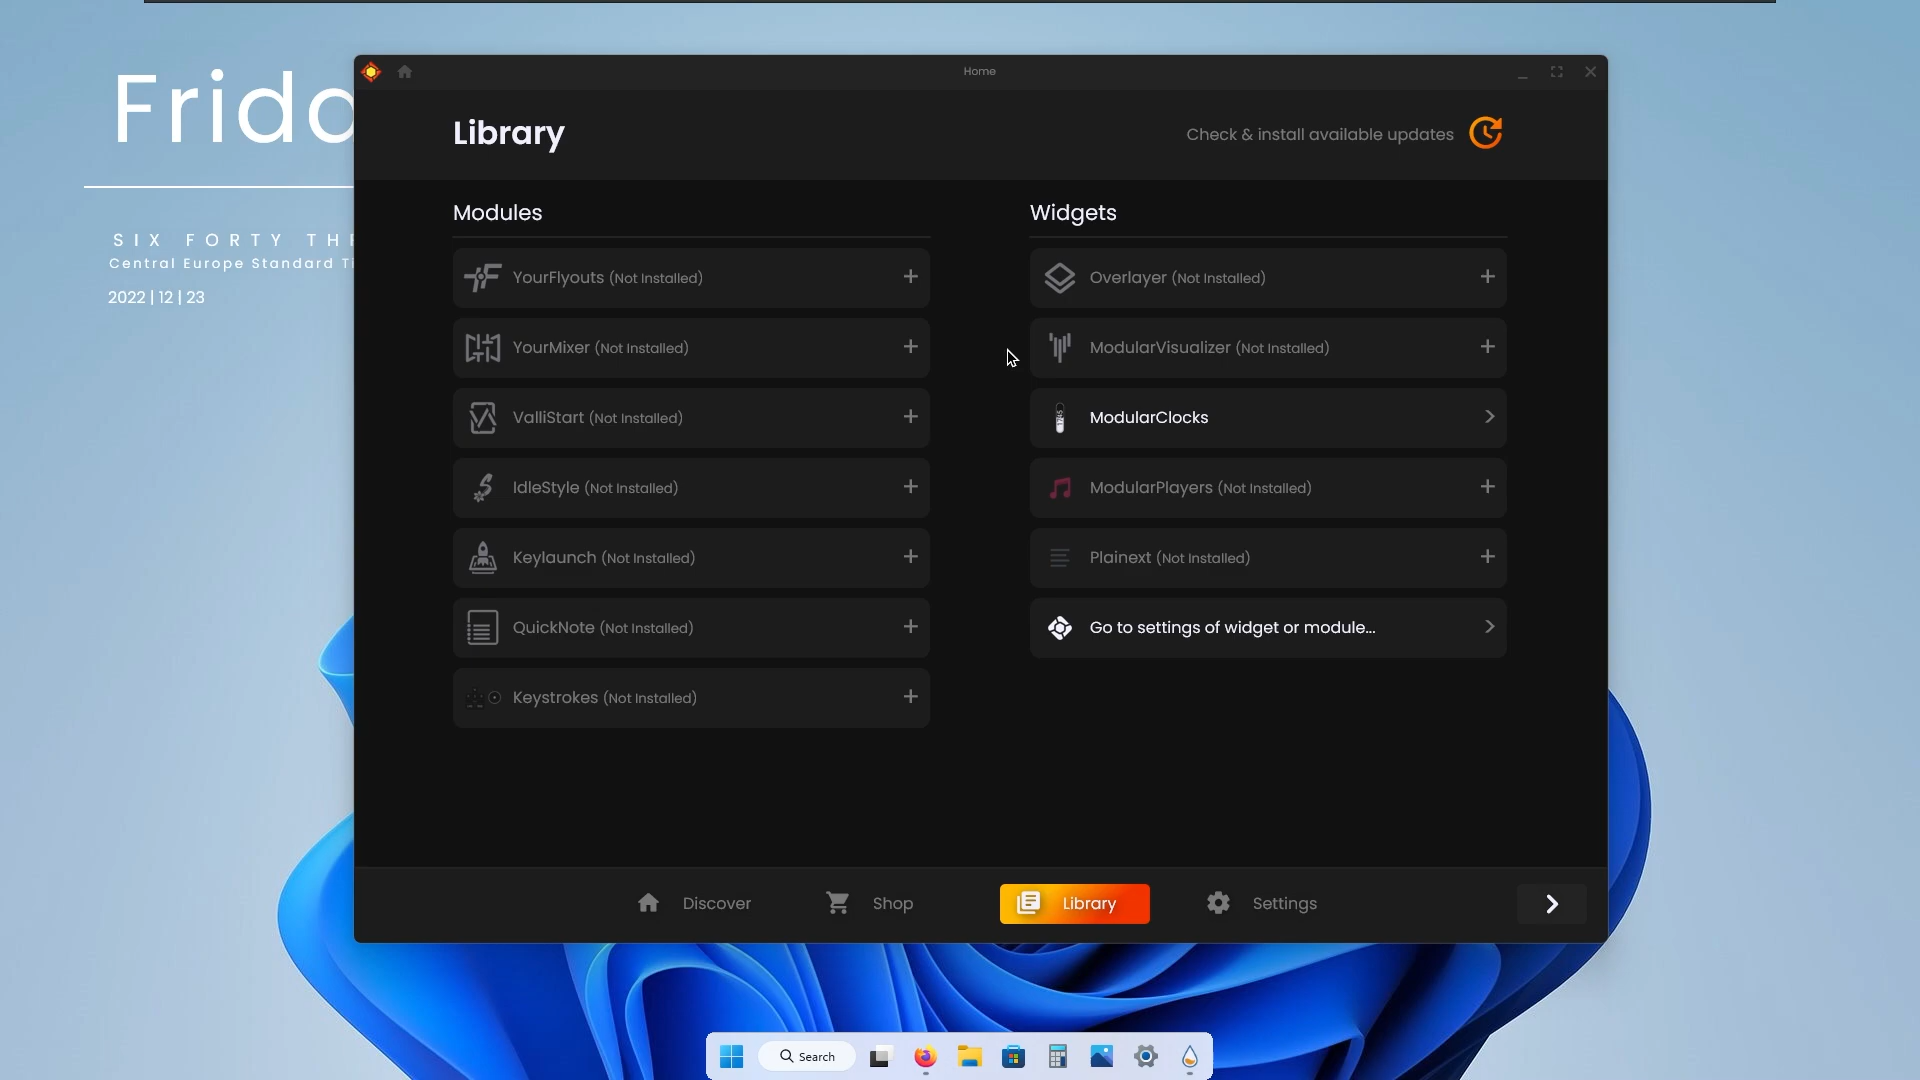 Home
Library
Check & install available updates
SIX FORTY
Central Europe Standard
2022 | 12 | 23
Modules
YourFlyouts (Not Installed)
YourMixer (Not Installed)
ValliStart (Not Installed)
IdleStyle (Not Installed)
Keylaunch (Not Installed)
QuickNote (Not Installed)
Keystrokes (Not Installed)
Widgets
Overlayer (Not Installed)
ModularVisualizer (Not Installed)
ModularClocks
ModularPlayers (Not Installed)
Plainext (Not Installed)
Go to settings of widget or module...
Discover
Shop
Library
Settings
Search